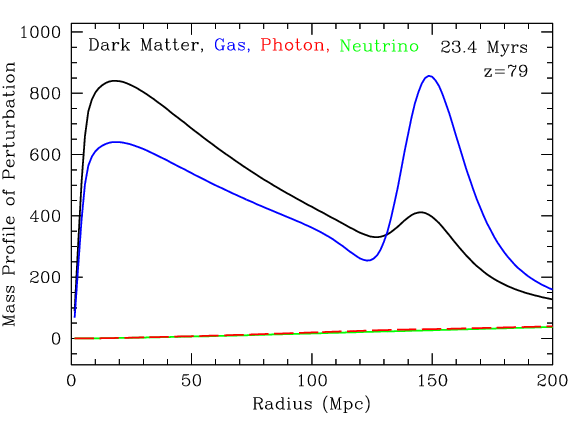 1000
Dark Matter, Gas, Photon, Neutrino 23.4 Myrs
z=79
800
600
400
200
0
Mass Profile of Perturbation
0 50 100 150 200
Radius (Mpc)